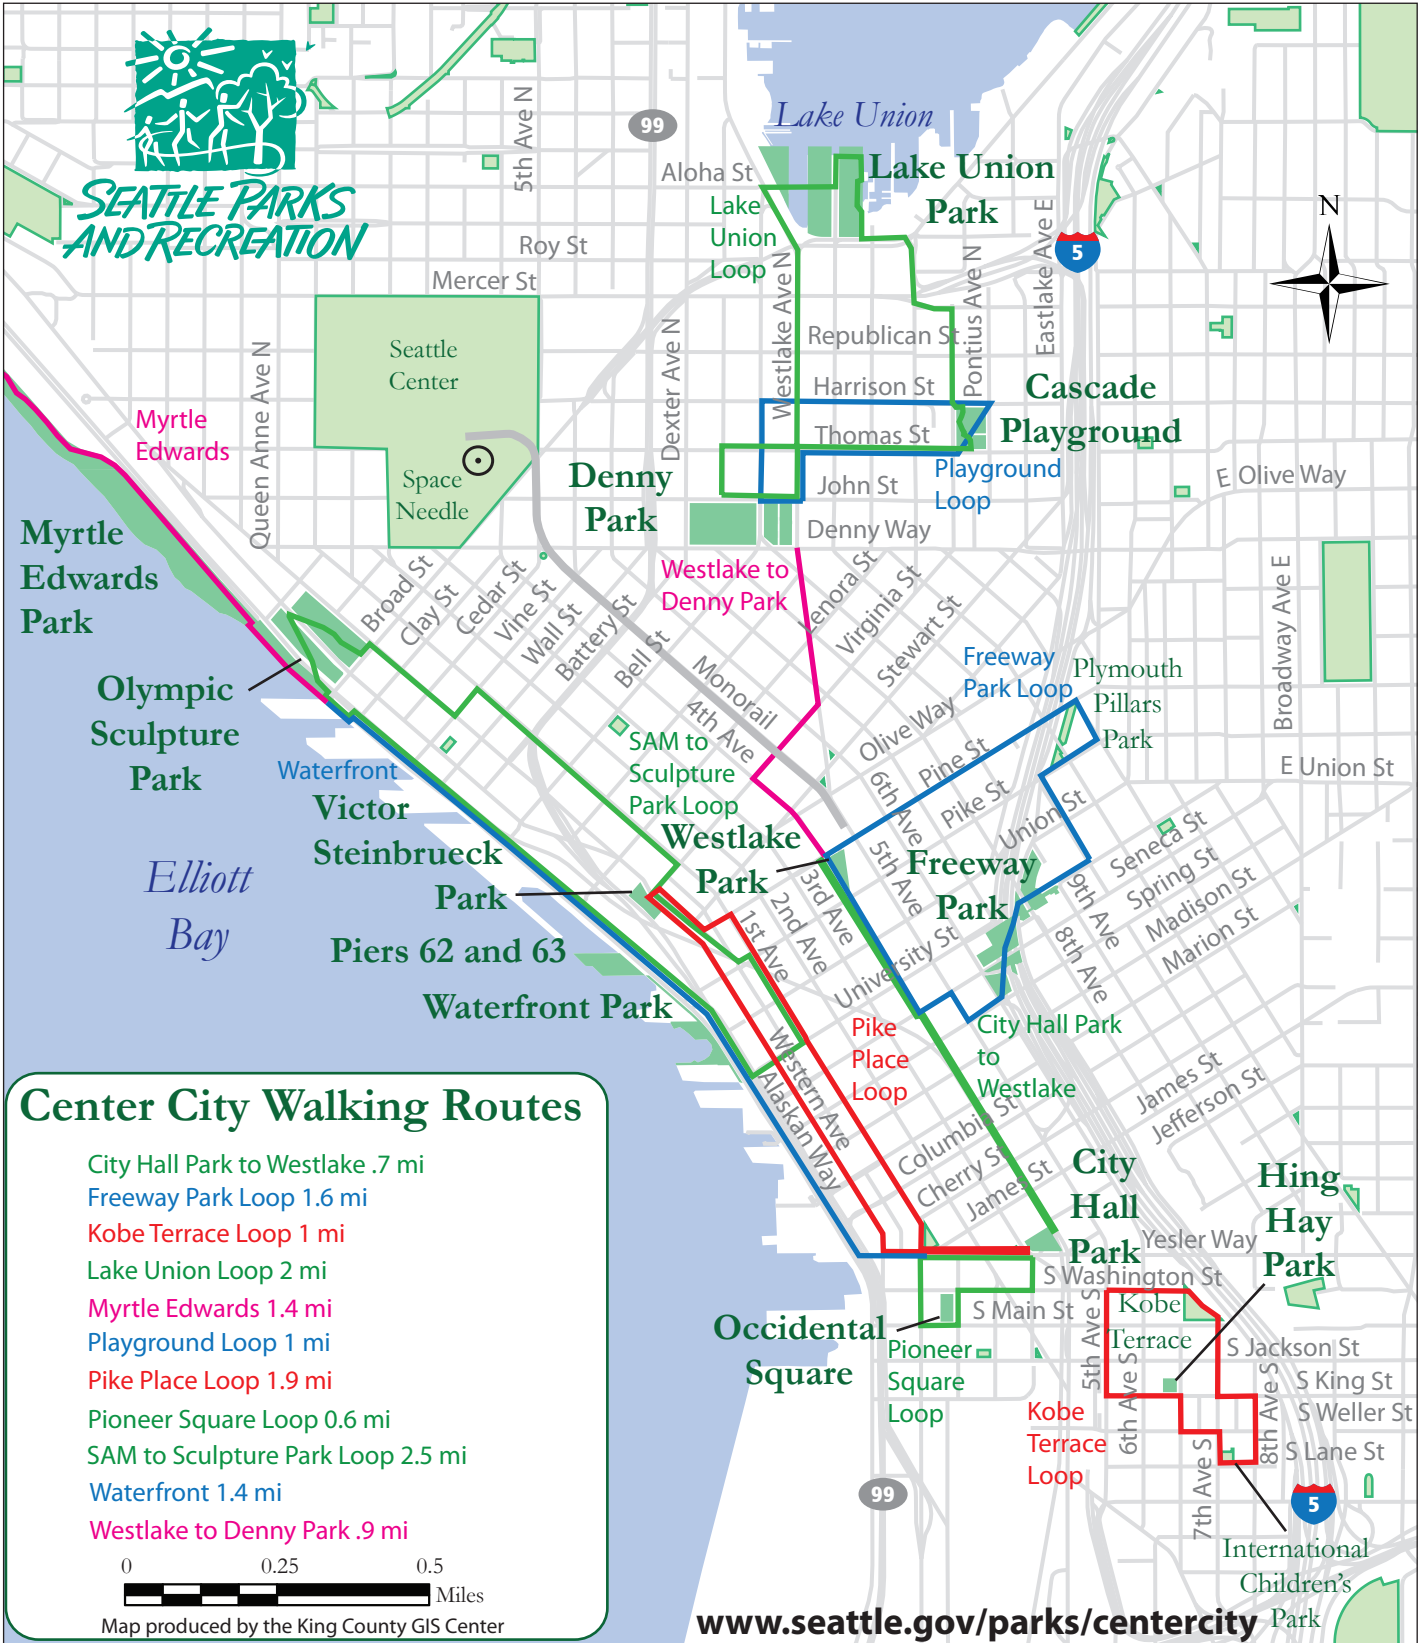 SEATTLE PARKS
AND RECREATION
5th Ave N
99
Lake Union
Aloha St
Lake Union
Park
Lake
Union
Loop
Roy St
Mercer St
5
N
Eastlake Ave E
Pontius Ave N
Westlake Ave N
Dexter Ave N
Queen Anne Ave N
Republican St
Seattle
Center
Harrison St
Cascade
Playground
Myrtle
Edwards
Thomas St
Playground
Loop
E Olive Way
Space
Needle
Denny
Park
John St
Denny Way
Myrtle
Edwards
Park
Westlake to
Denny Park
Broad St
Clay St
Cedar St
Vine St
Wall St
Battery St
Bell St
Lenora St
Virginia St
Stewart St
Broadway Ave E
Monorail
4th Ave
Freeway
Park Loop
Plymouth
Pillars
Park
Olympic
Sculpture
Park
Olive Way
Pine St
Pike St
Union St
E Union St
SAM to
Sculpture
Park Loop
Waterfront
Victor
Steinbrueck
Park
Westlake
Park
6th Ave
5th Ave
Freeway
Park
Seneca St
Spring St
Madison St
Marion St
9th Ave
8th Ave
3rd Ave
2nd Ave
1st Ave
University St
Elliott
Bay
Piers 62 and 63
Waterfront Park
Pike
Place
Loop
City Hall Park
to
Westlake
Western Ave
Alaskan Way
James St
Jefferson St
Columbia St
Cherry St
James St
City
Hall
Park
Hing
Hay
Park
Yesler Way
S Washington St
S Main St
Kobe
Terrace
Occidental
Square
Pioneer
Square
Loop
5th Ave S
6th Ave S
7th Ave S
8th Ave S
S Jackson St
S King St
S Weller St
S Lane St
Kobe
Terrace
Loop
99
5
International
Children's
Park
Center City Walking Routes
City Hall Park to Westlake .7 mi
Freeway Park Loop 1.6 mi
Kobe Terrace Loop 1 mi
Lake Union Loop 2 mi
Myrtle Edwards 1.4 mi
Playground Loop 1 mi
Pike Place Loop 1.9 mi
Pioneer Square Loop 0.6 mi
SAM to Sculpture Park Loop 2.5 mi
Waterfront 1.4 mi
Westlake to Denny Park .9 mi
0 0.25 0.5
Miles
Map produced by the King County GIS Center
www.seattle.gov/parks/centercity